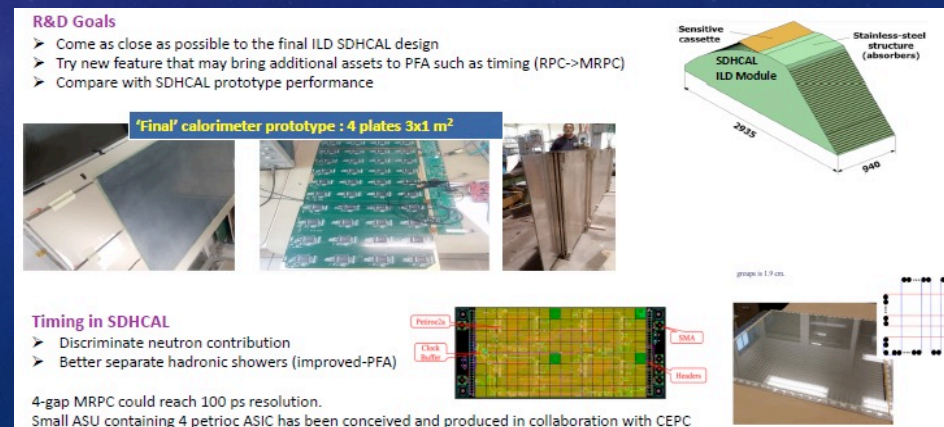 R&D Goals
➤ Come as close as possible to the final ILD SDHCAL design
➤ Try new feature that may bring additional assets to PFA such as timing (RPC->MRPC)
➤ Compare with SDHCAL prototype performance
Sensitive
cassette
Stainless-steel
structure
(absorbers)
SDHCAL
ILD Module
2935
940
'Final' calorimeter prototype : 4 plates 3x1 m²
groups is 1.9 cm.
Timing in SDHCAL
➤ Discriminate neutron contribution
➤ Better separate hadronic showers (improved-PFA)
Petiroc2a
Clock
Buffer
SMA
Headers
4-gap MRPC could reach 100 ps resolution.
Small ASU containing 4 petrioc ASIC has been conceived and produced in collaboration with CEPC